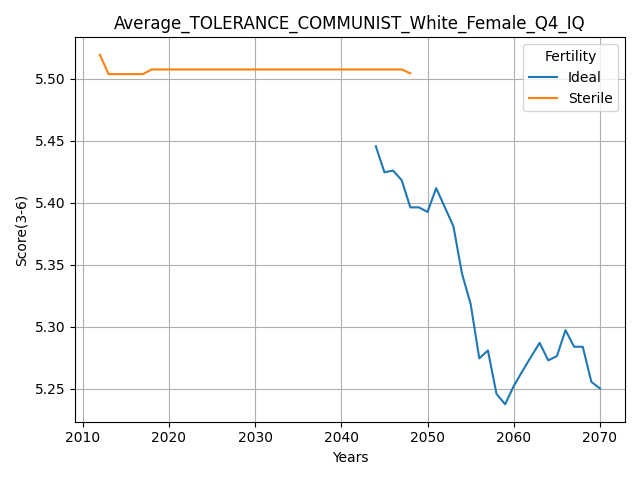 Average_TOLERANCE_COMMUNIST_White_Female_Q4_IQ
Fertility
Ideal
Sterile
Score(3-6)
5.50
5.45
5.40
5.35
5.30
5.25
2010 2020 2030 2040 2050 2060 2070
Years